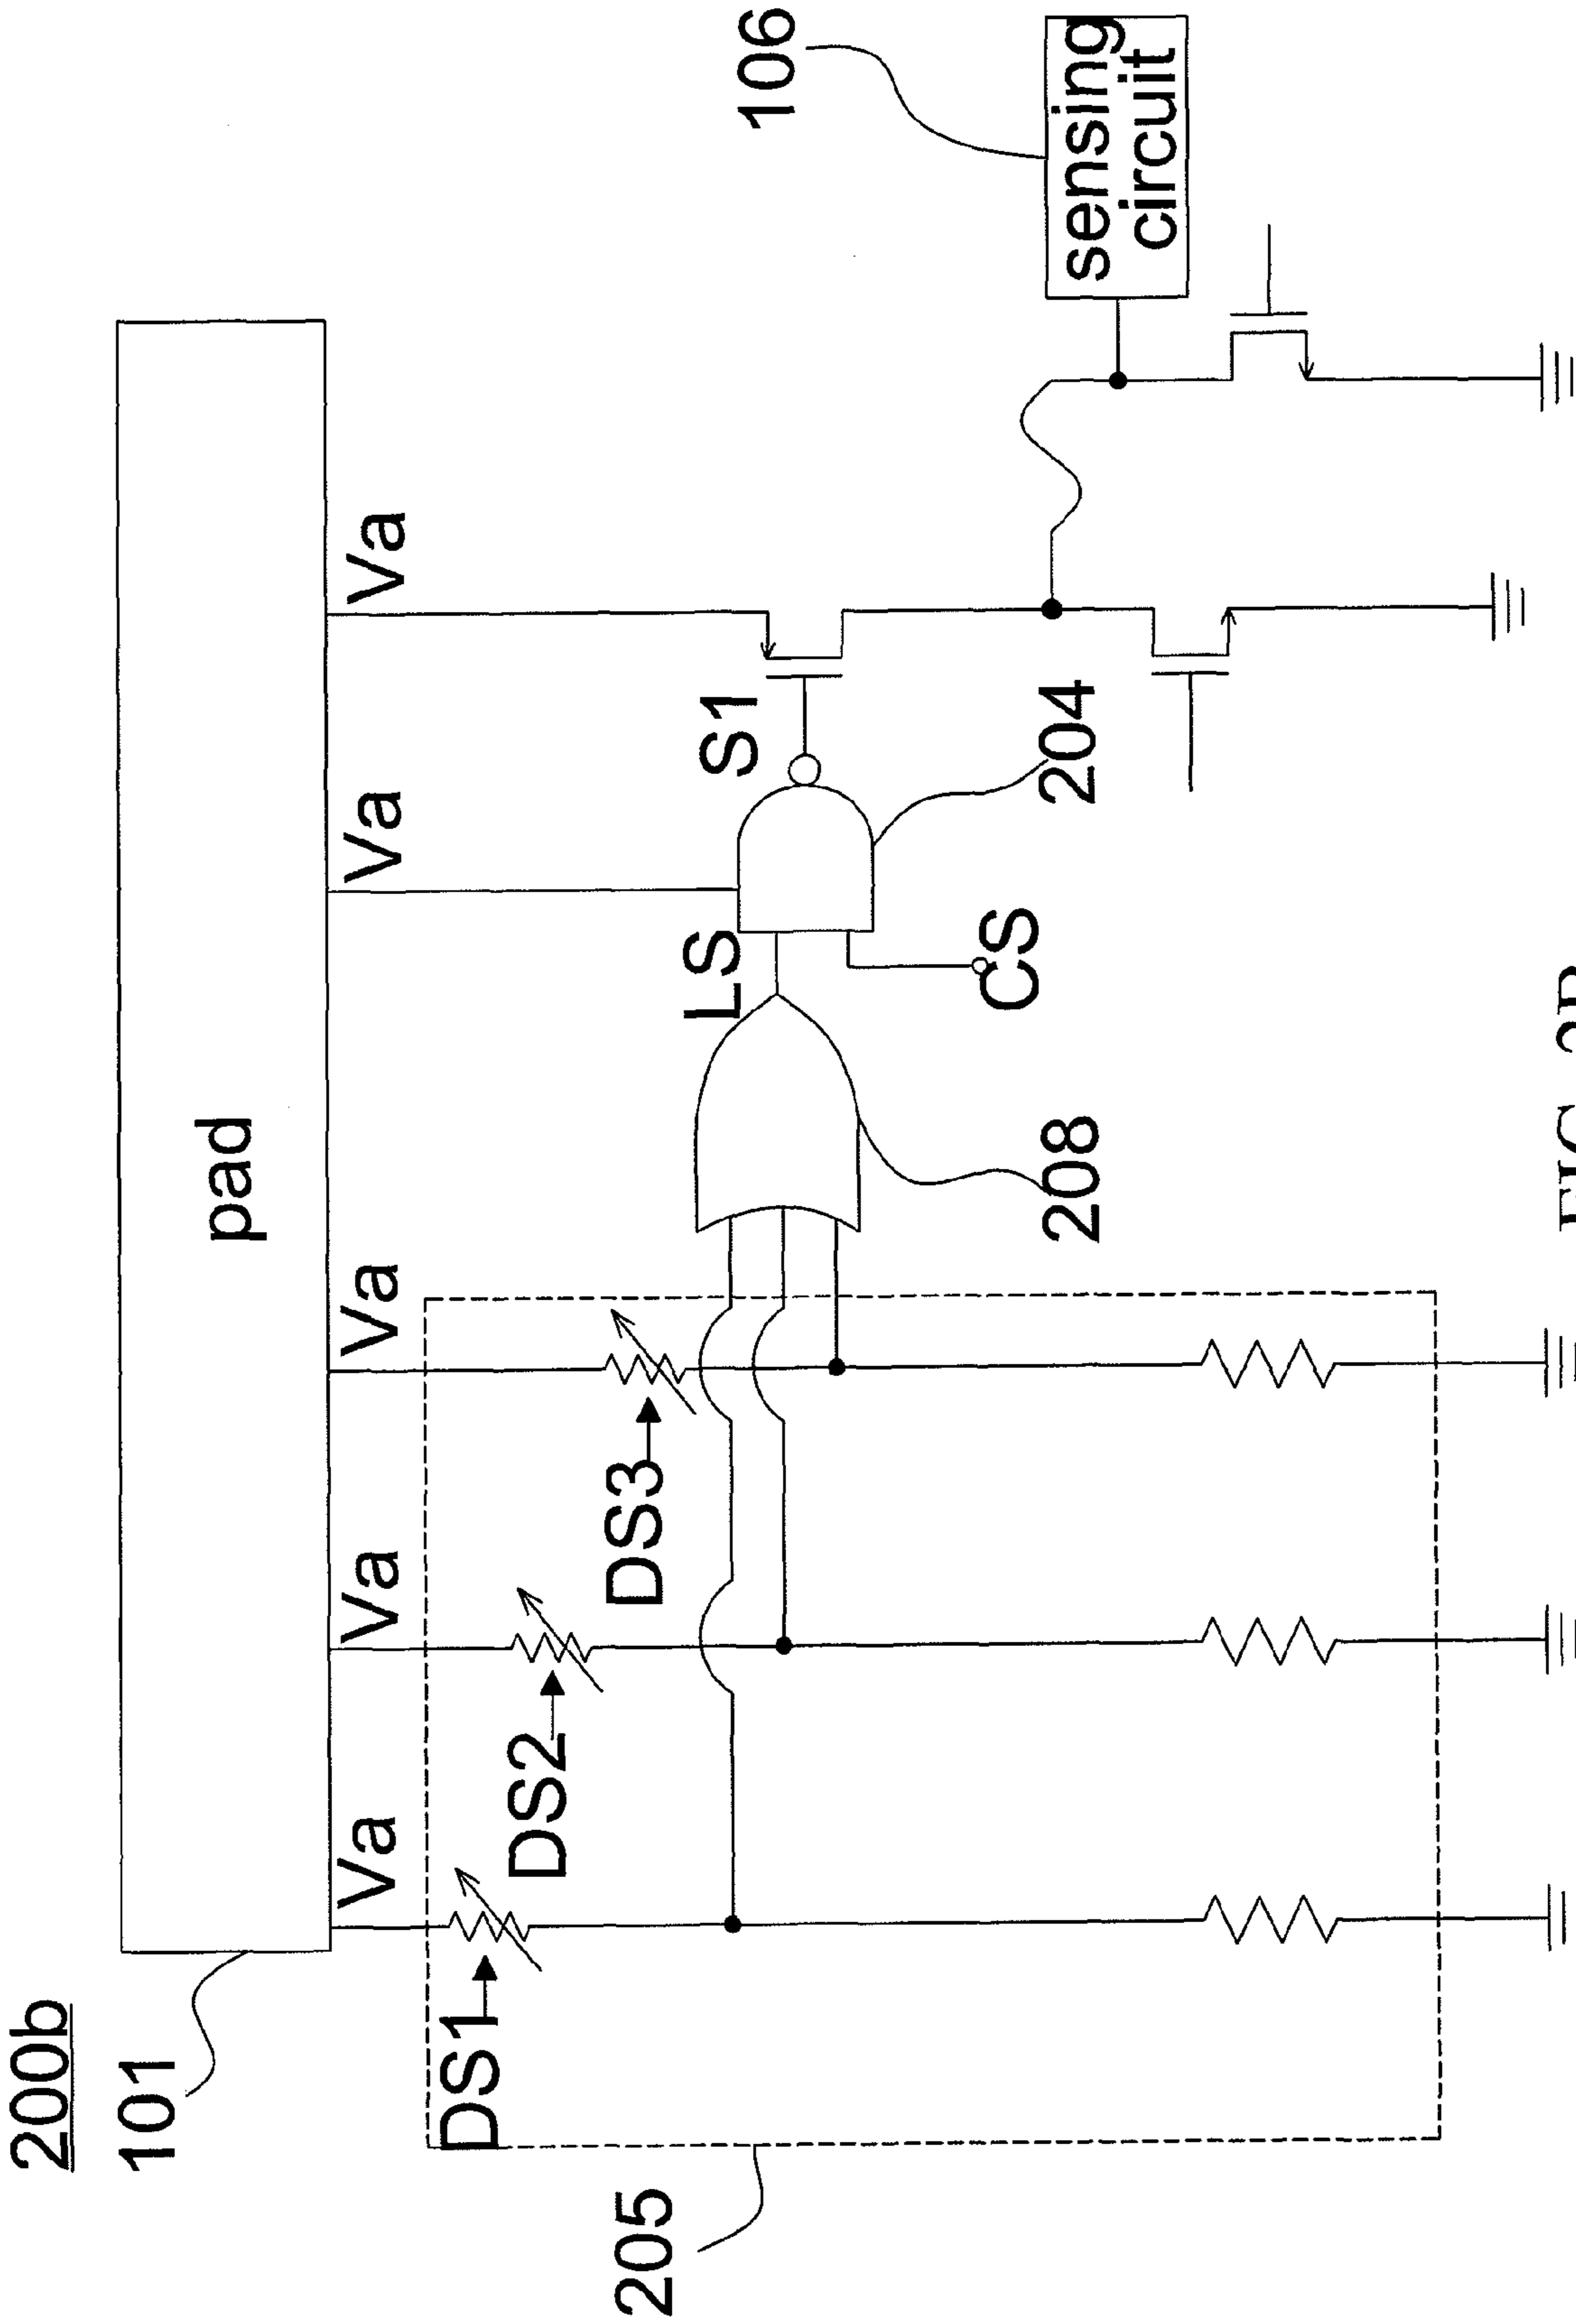 200b
101
pad
Va
Va
Va
Va
Va
DS1
DS2
DS3
205
208
LS
CS
204
S1
106
sensing
circuit